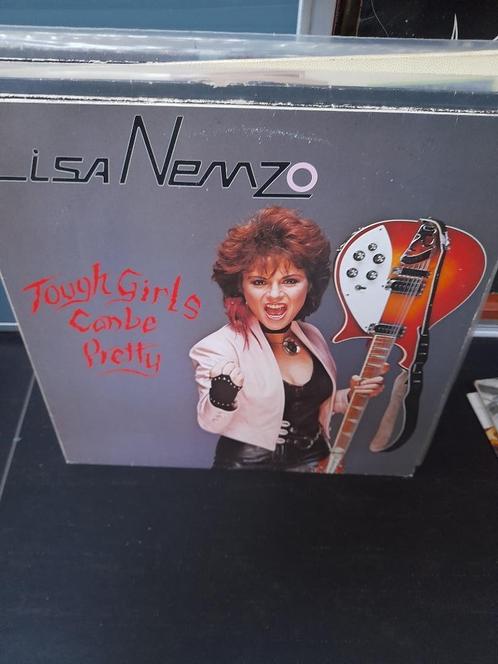 Lisa Nemzo
Tough Girls
Can be
Pretty